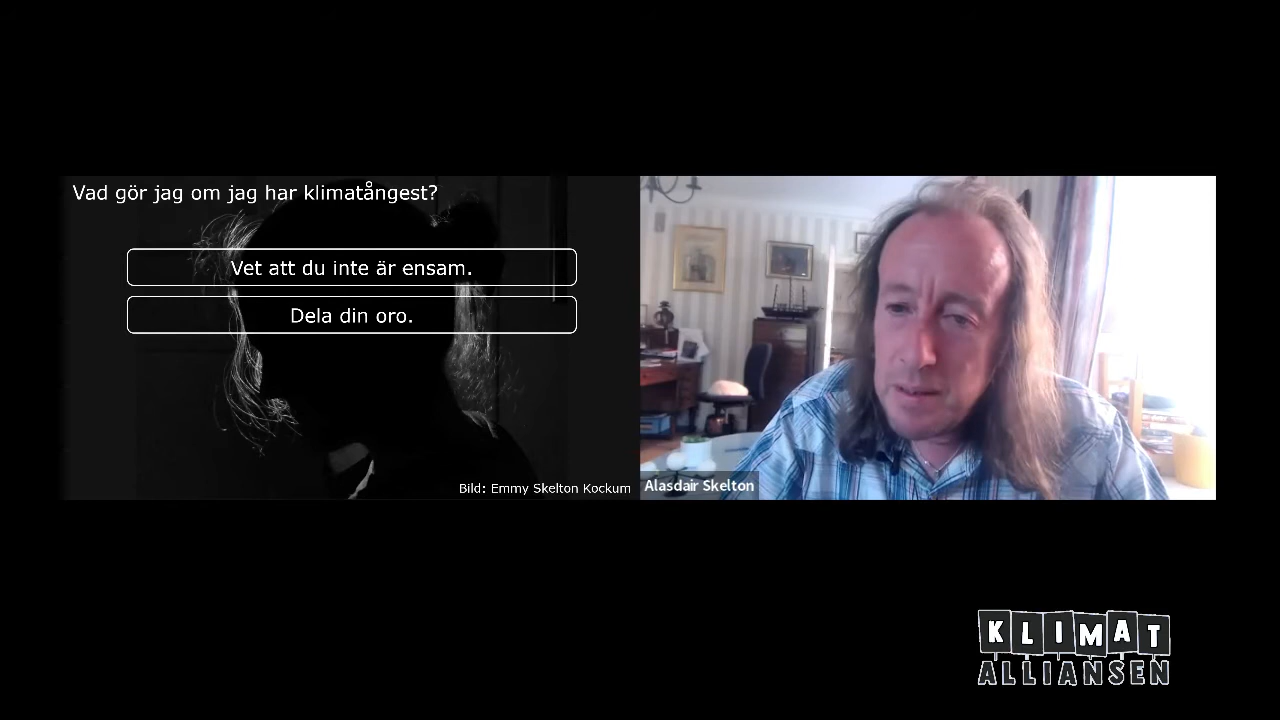 Vad gör jag om jag har klimatångest?
Vet att du inte är ensam.
Dela din oro.
Bild: Emmy Skelton Kockum
Alasdair Skelton
KLIMAT
ALLIANSEN